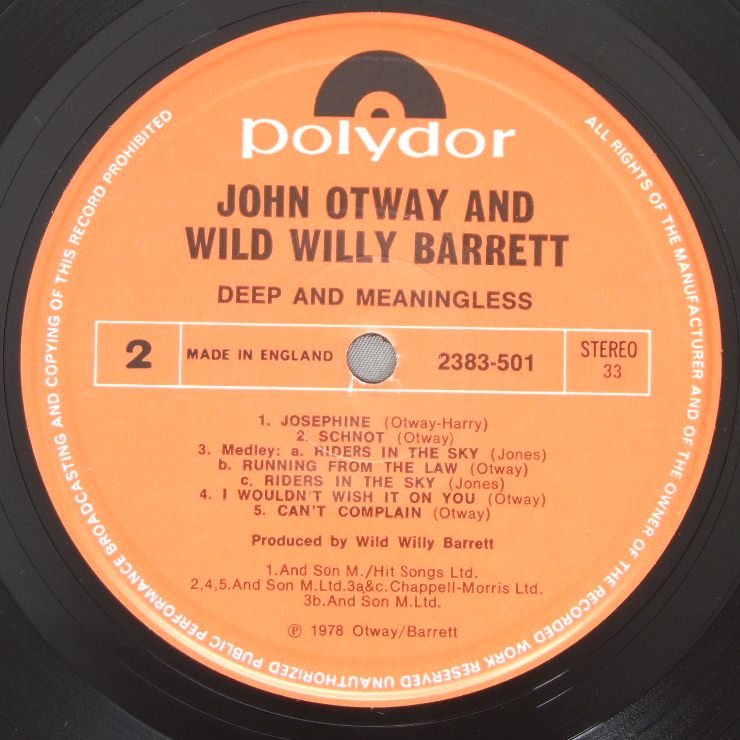 polydor
JOHN OTWAY AND
WILD WILLY BARRETT
DEEP AND MEANINGLESS
2
MADE IN ENGLAND
2383-501
STEREO
33
1. JOSEPHINE (Otway-Harry)
2. SCHNOT (Otway)
3. Medley: a. RIDERS IN THE SKY (Jones)
b. RUNNING FROM THE LAW (Otway)
c. RIDERS IN THE SKY (Jones)
4. I WOULDN'T WISH IT ON YOU (Otway)
5. CAN'T COMPLAIN (Otway)
Produced by Wild Willy Barrett
1.And Son M./Hit Songs Ltd.
2,4,5.And Son M.Ltd.3a&c.Chappell-Morris Ltd.
3b.And Son M.Ltd.
℗ 1978 Otway/Barrett
ALL RIGHTS OF THE MANUFACTURER AND OF THE OWNER OF THE RECORDED WORK RESERVED UNAUTHORIZED PUBLIC PERFORMANCE BROADCASTING AND COPYING OF THIS RECORD PROHIBITED